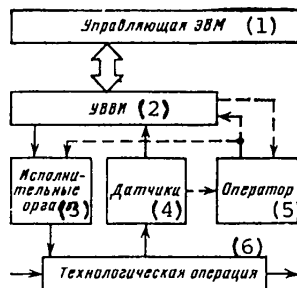 Управляющая ЭВМ (1)
УВВИ (2)
Исполни-
тельные
органы (3)
Датчики
(4)
Оператор
(5)
(6)
Технологическая операция